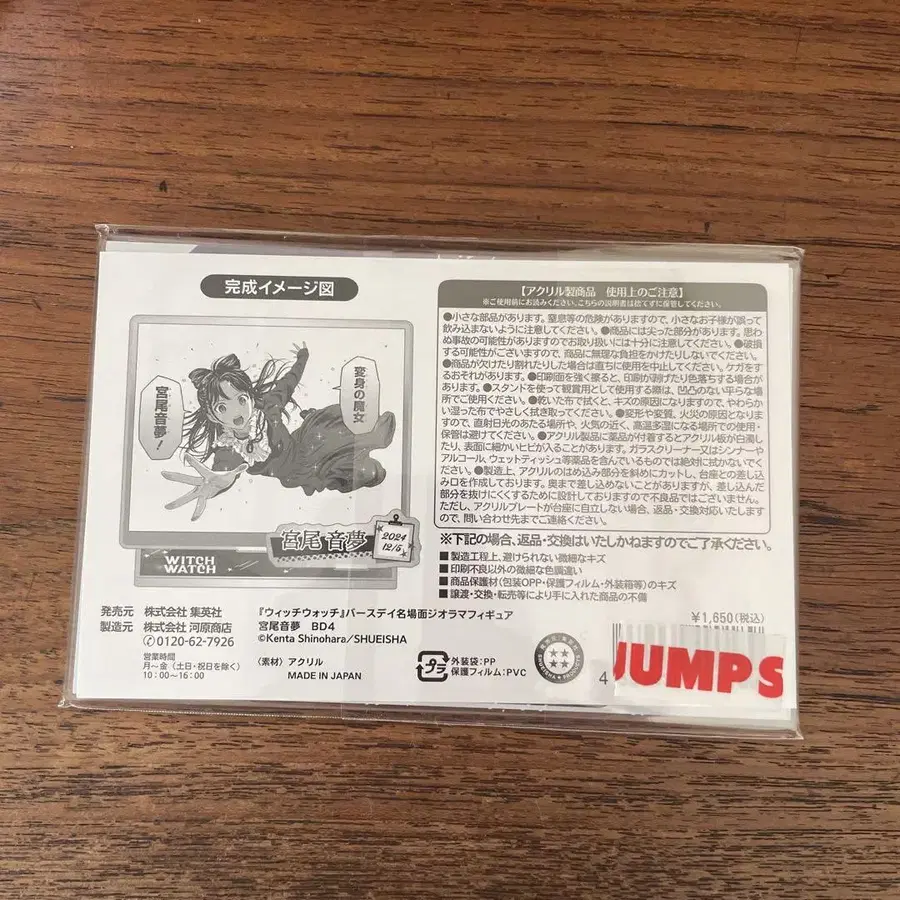 完成イメージ図
変身の魔女
宮尾音夢!
宮尾 音夢
2024
12/5
WITCH
WATCH
【アクリル製商品 使用上のご注意】
※ご使用前にお読みください。こちらの説明書は捨てずに保管してください。
●小さな部品があります。窒息等の危険がありますので、小さなお子様が誤って
飲み込まないように注意してください。●商品には尖った部分があります。思わ
ぬ事故の可能性がありますのでお取り扱いには十分に注意してください。●破損
する可能性がございますので、商品に無理な負担をかけたりしないでください。
●商品が欠けたり割れたりした場合は直ちに使用を中止してください。ケガを
するおそれがあります。●印刷面を強く擦ると、印刷が剥げたり色落ちする場合が
あります。●スタンドを使って観賞用として使用する際は、凹凸のない平らな場
所でご使用ください。●乾いた布で拭くと、キズの原因になりますので、やわらか
い湿った布でやさしく拭き取ってください。●変形や変質、火災の原因となりま
すので、直射日光のあたる場所や、火気の近く、高温多湿になる場所での使用・
保管は避けてください。●アクリル製品に薬品が付着するとアクリル板が白濁し
たり、表面に細かいヒビが入ることがあります。ガラスクリーナー又はシンナーや
アルコール、ウェットティッシュ等薬品を含んでいるものでは絶対に拭かないでく
ださい。●製造上、アクリルのはめ込み部分を斜めにカットし、台座との差し込
み口を作成しております。奥まで差し込めないことがありますが、差し込んだ
部分を抜けにくくするために設計しておりますので不良品ではございません。
ただし、アクリルプレートが台座に自立しない場合、返品・交換対応いたします
ので、問い合わせ先までご連絡ください。
※下記の場合、返品・交換はいたしかねますのでご了承ください。
■製造工程上、避けられない微細なキズ
■印刷不良以外の微細な色調違い
■商品保護材(包装OPP・保護フィルム・外装箱等)のキズ
■譲渡・交換・転売等により手に入れた商品の不備
¥1,650(税込)
発売元 株式会社 集英社
製造元 株式会社 河原商店
0120-62-7926
営業時間
月~金(土日・祝日を除く)
10:00~16:00
『ウィッチウォッチ』バースデイ名場面ジオラマフィギュア
宮尾音夢 BD4
©Kenta Shinohara/SHUEISHA
(素材) アクリル
MADE IN JAPAN
プラ
外装袋:PP
保護フィルム:PVC
4
JUMP S